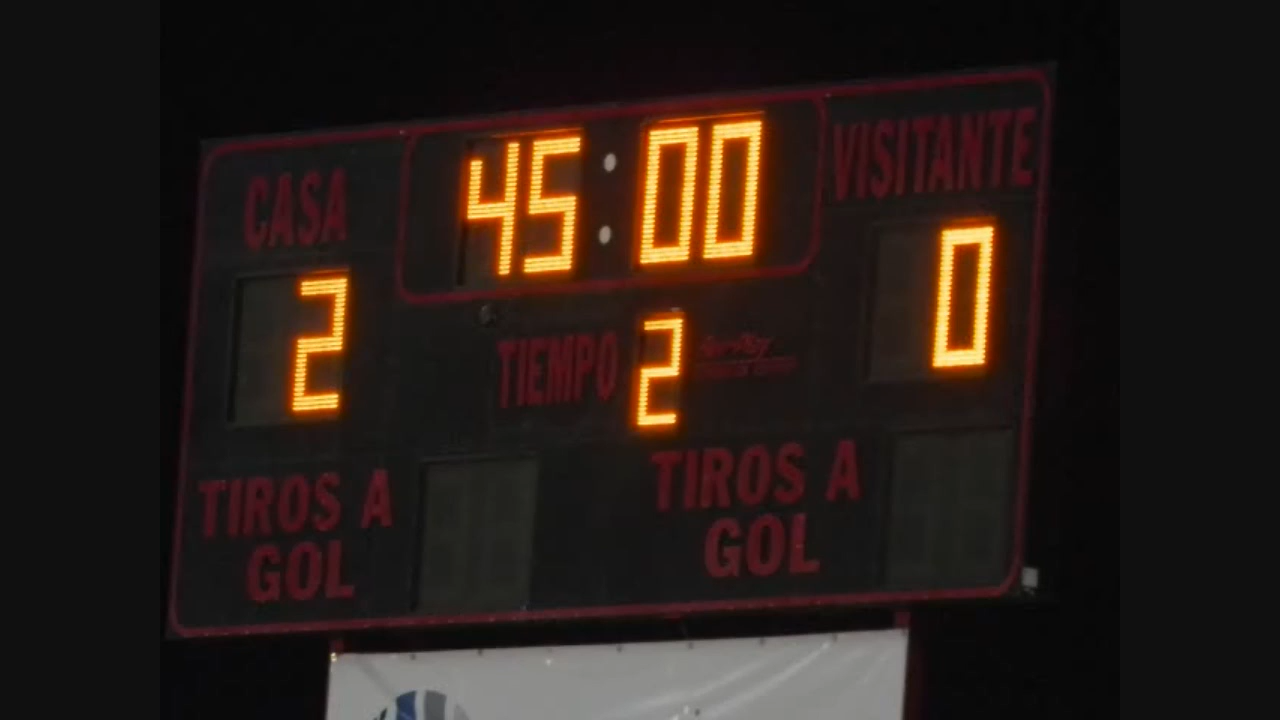 CASA
45:00
VISITANTE
2
0
TIEMPO 2
TIROS A
GOL
TIROS A
GOL